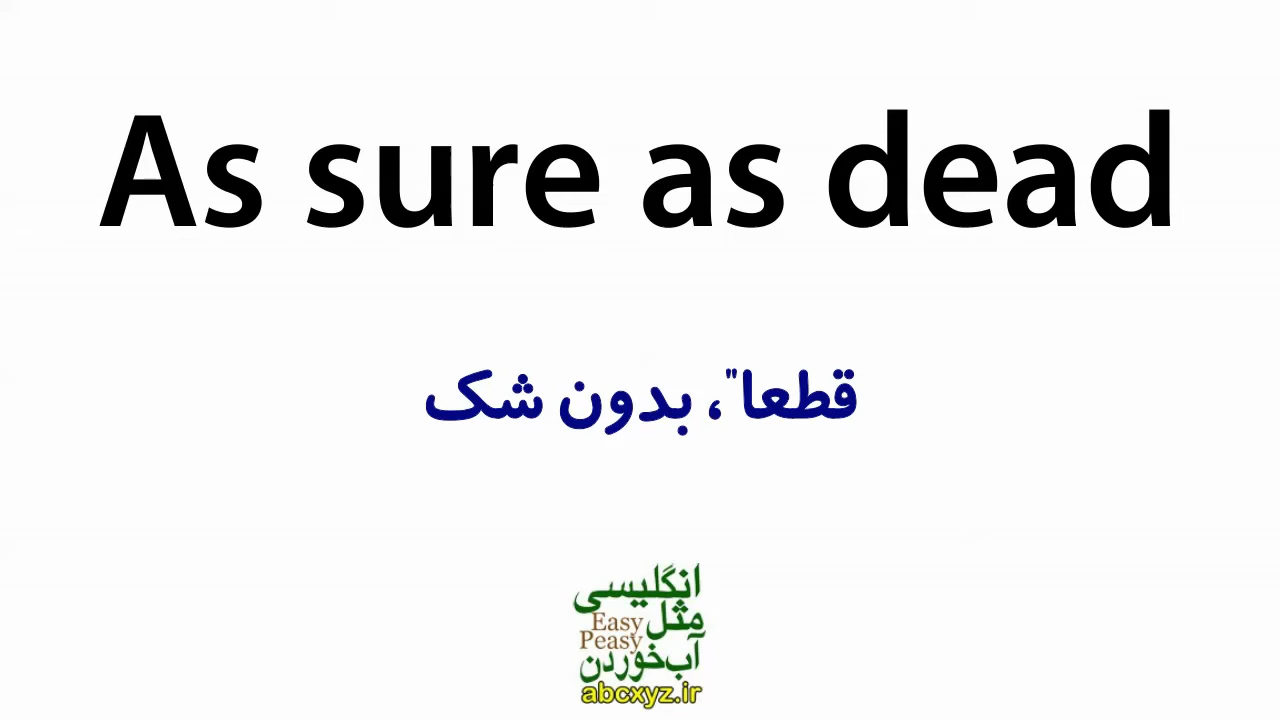 As sure as dead
قطعا"، بدون شک
انگلیسی
مثل
Easy
Peasy
آب‌خوردن
abcxyz.ir